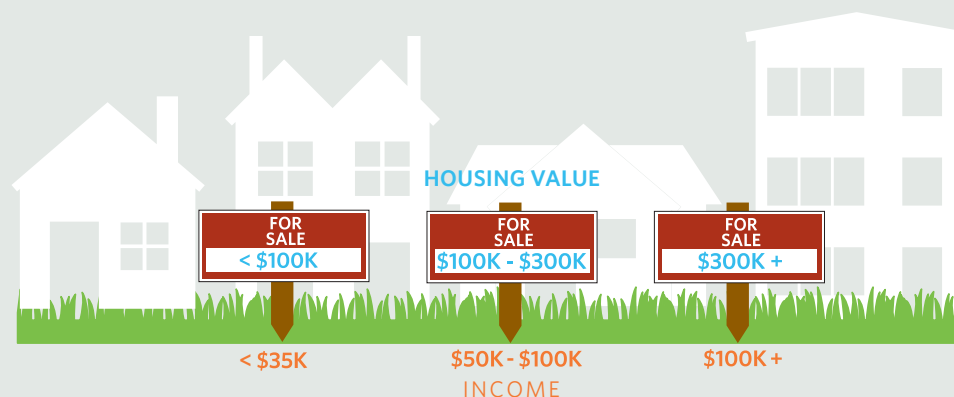 HOUSING VALUE
FOR
SALE
< $100K
FOR
SALE
$100K - $300K
FOR
SALE
$300K +
< $35K
$50K - $100K
$100K +
INCOME